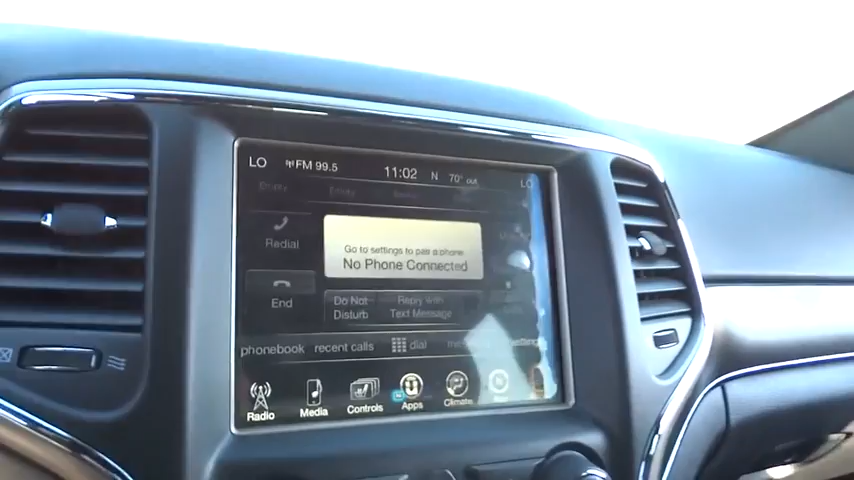 LO FM 99.5 11:02 N 70° out LO
Redial
Go to settings to pair a phone
No Phone Connected
End
Do Not Disturb
Reply with Text Message
phonebook recent calls dial settings
Radio Media Controls Apps Climate